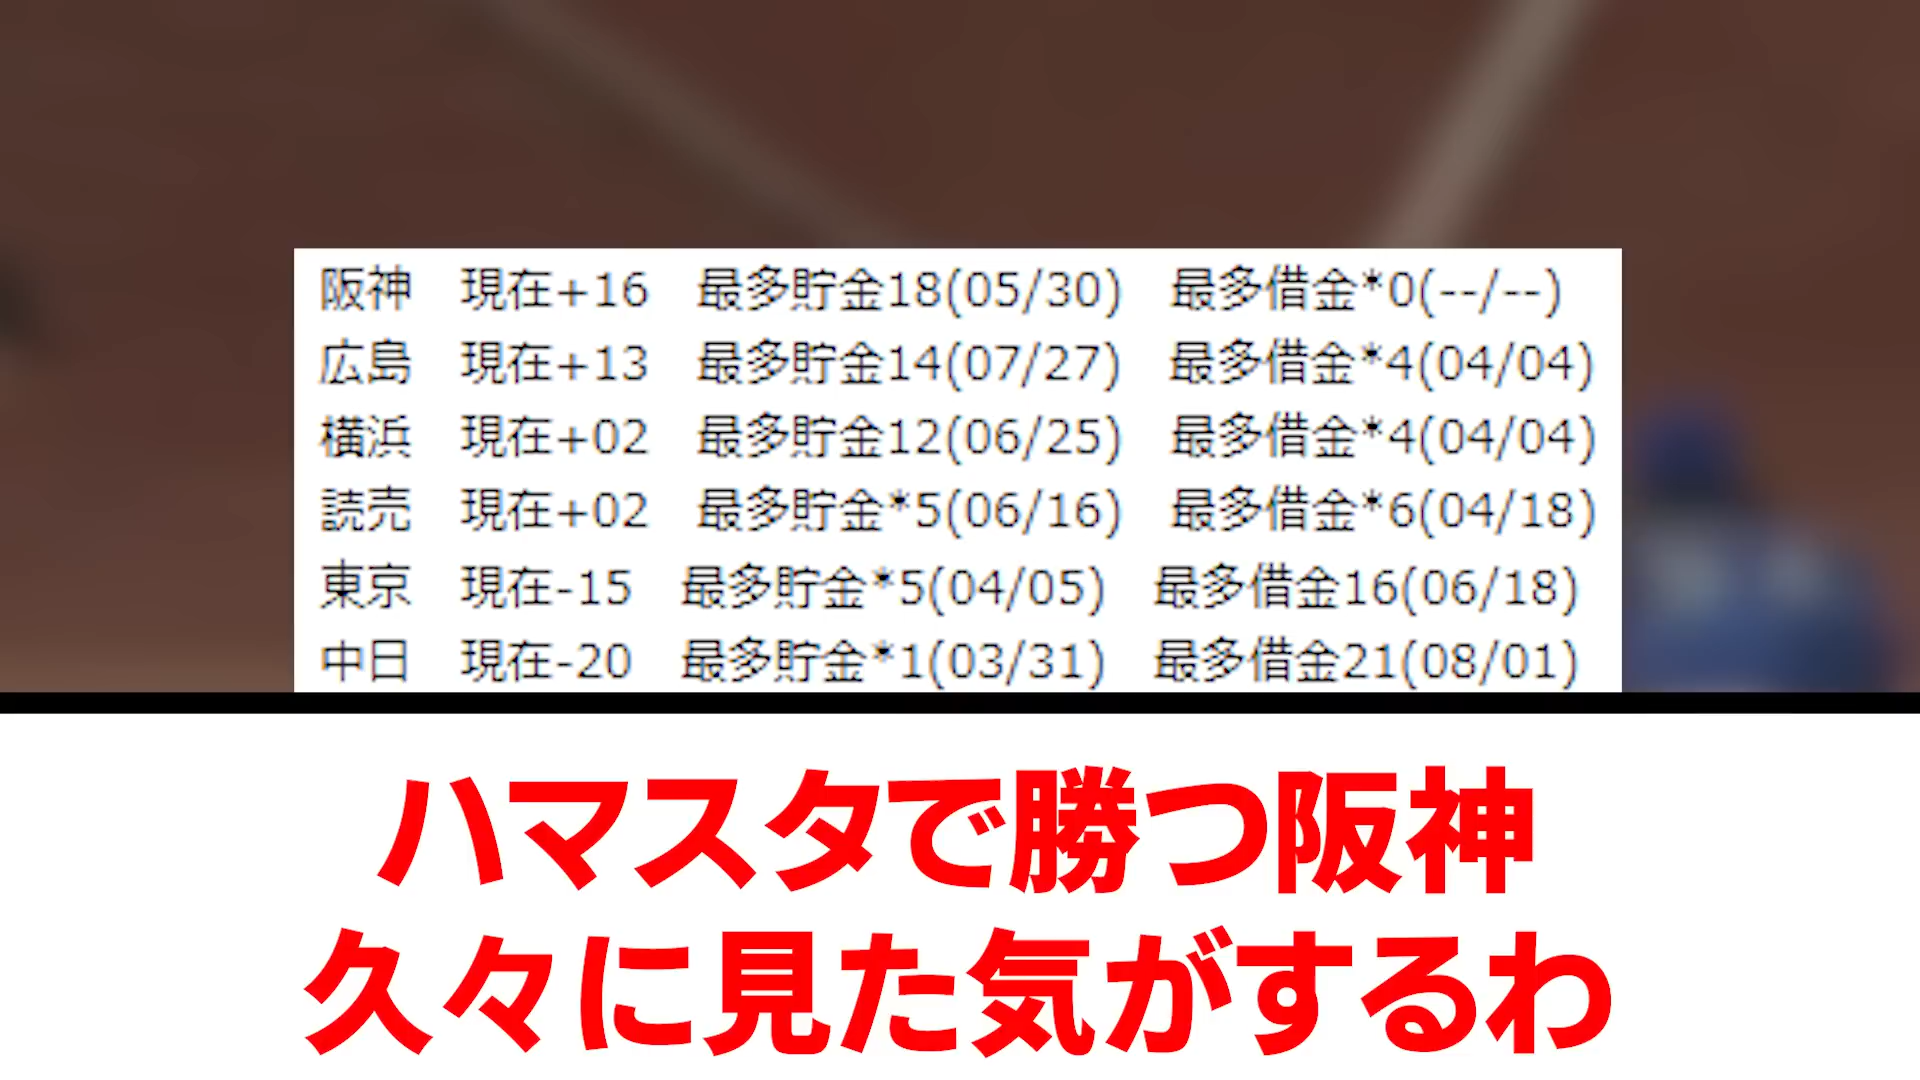 阪神　現在+16　最多貯金18(05/30)　最多借金*0(--/--)
広島　現在+13　最多貯金14(07/27)　最多借金*4(04/04)
横浜　現在+02　最多貯金12(06/25)　最多借金*4(04/04)
読売　現在+02　最多貯金*5(06/16)　最多借金*6(04/18)
東京　現在-15　最多貯金*5(04/05)　最多借金16(06/18)
中日　現在-20　最多貯金*1(03/31)　最多借金21(08/01)
ハマスタで勝つ阪神
久々に見た気がするわ